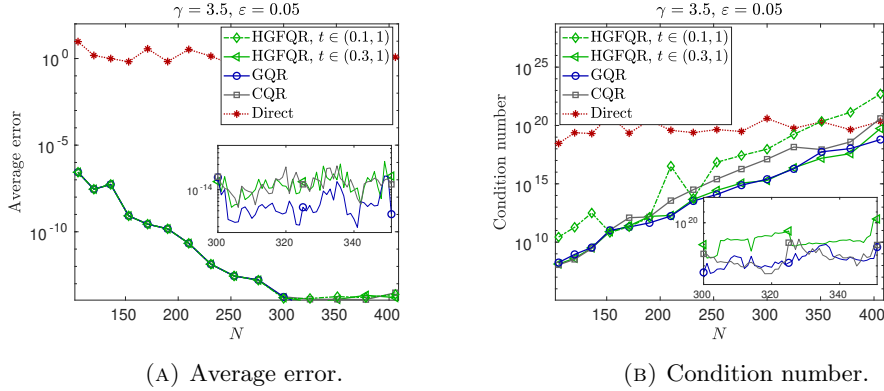 γ = 3.5, ε = 0.05
Average error
10^0
10^-5
10^-10
HGFQR, t ∈ (0.1, 1)
HGFQR, t ∈ (0.3, 1)
GQR
CQR
Direct
10^-14
300
320
340
150
200
250
300
350
400
N
(A) Average error.
γ = 3.5, ε = 0.05
Condition number
10^25
10^20
10^15
10^10
HGFQR, t ∈ (0.1, 1)
HGFQR, t ∈ (0.3, 1)
GQR
CQR
Direct
10^20
300
320
340
150
200
250
300
350
400
N
(B) Condition number.